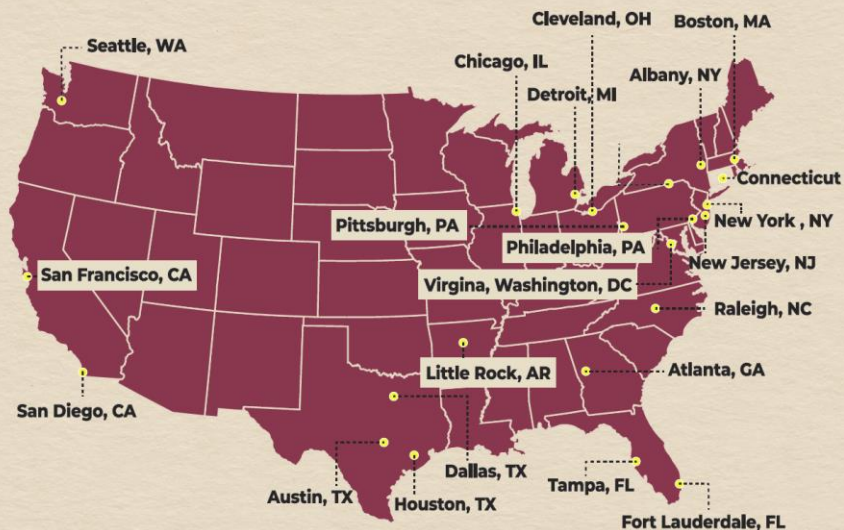 Cleveland, OH
Boston, MA
Seattle, WA
Chicago, IL
Albany, NY
Detroit, MI
Connecticut
Pittsburgh, PA
New York , NY
Philadelphia, PA
New Jersey, NJ
San Francisco, CA
Virgina, Washington, DC
Raleigh, NC
Little Rock, AR
Atlanta, GA
San Diego, CA
Dallas, TX
Austin, TX
Houston, TX
Tampa, FL
Fort Lauderdale, FL